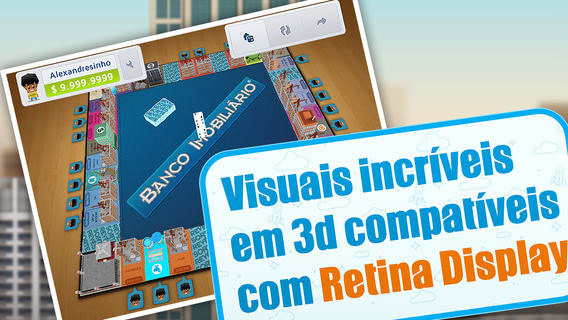 Alexandresinho
$ 9.999.9999
BANCO IMOBILIÁRIO
Visuais incríveis
em 3d compatíveis
com Retina Display